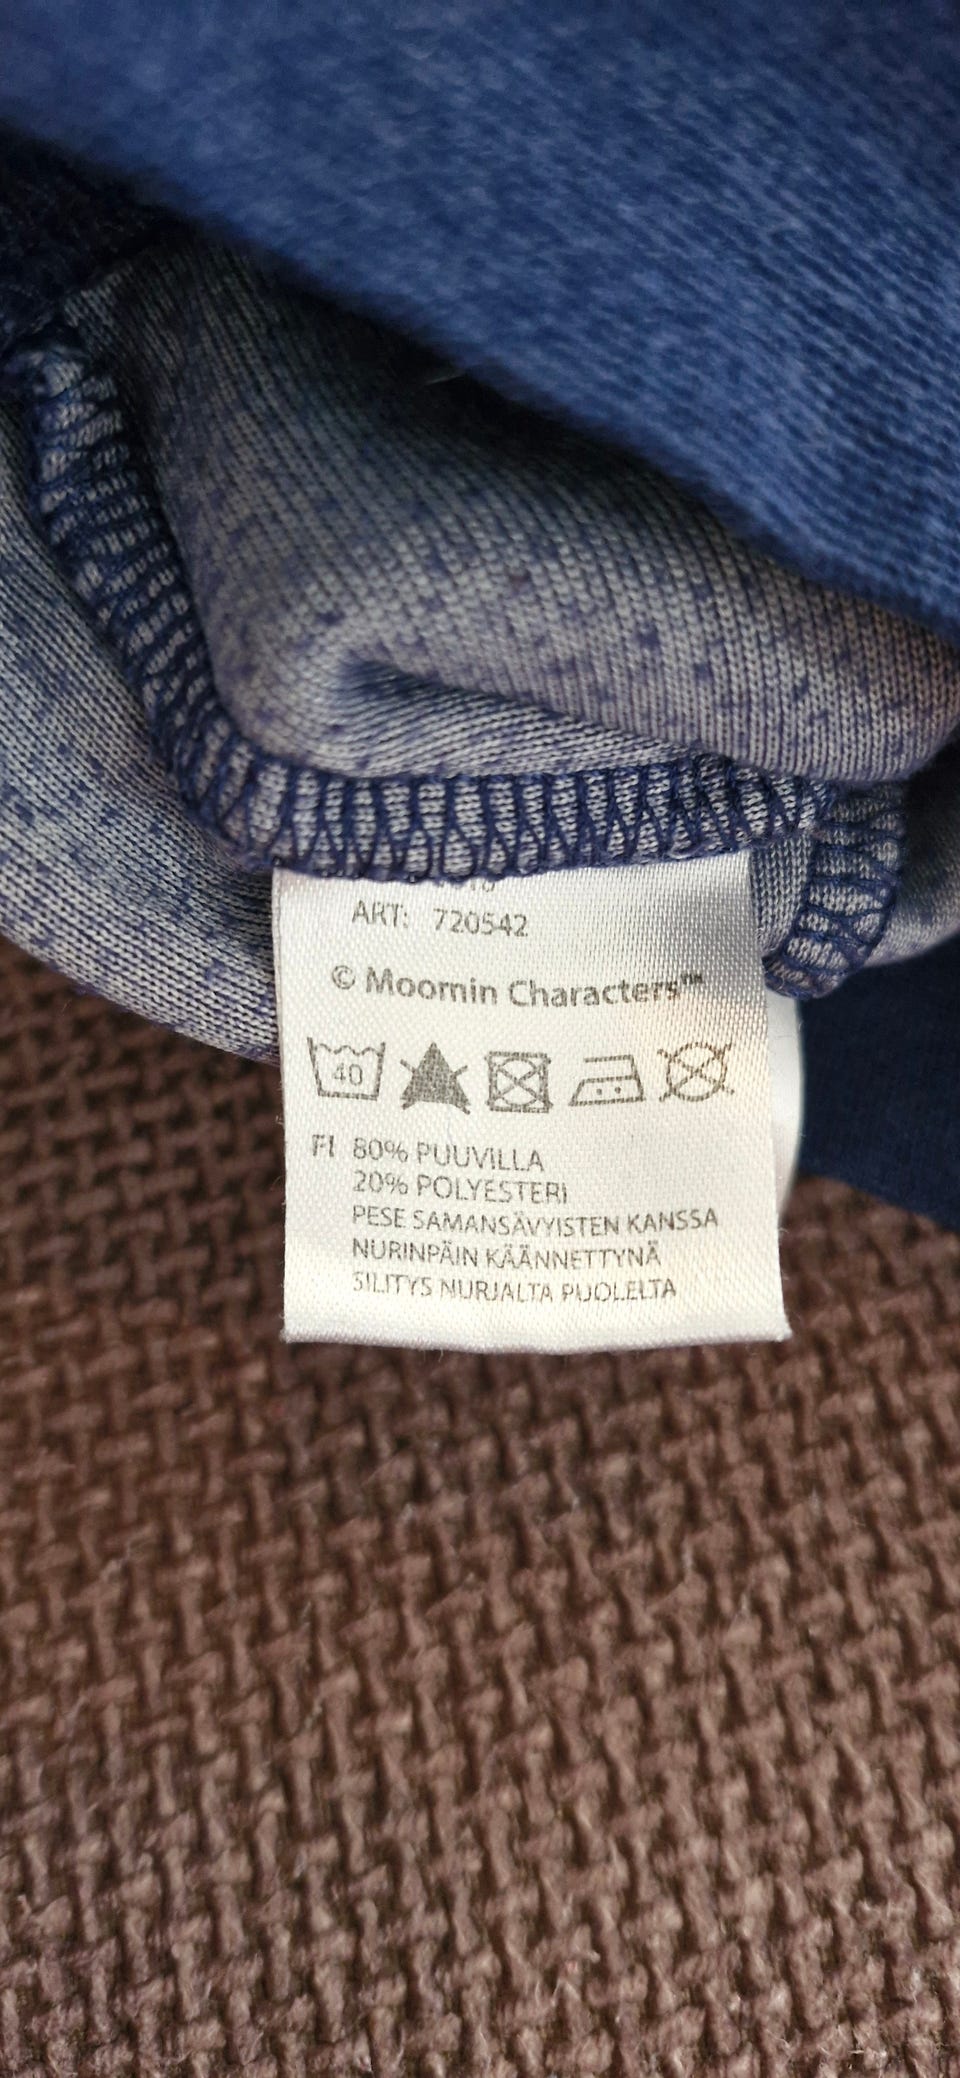 ART: 720542
© Moomin Characters™
40
FI 80% PUUVILLA
20% POLYESTERI
PESE SAMANSÄVYISTEN KANSSA
NURINPÄIN KÄÄNNETTYNÄ
SILITYS NURJALTA PUOLELTA